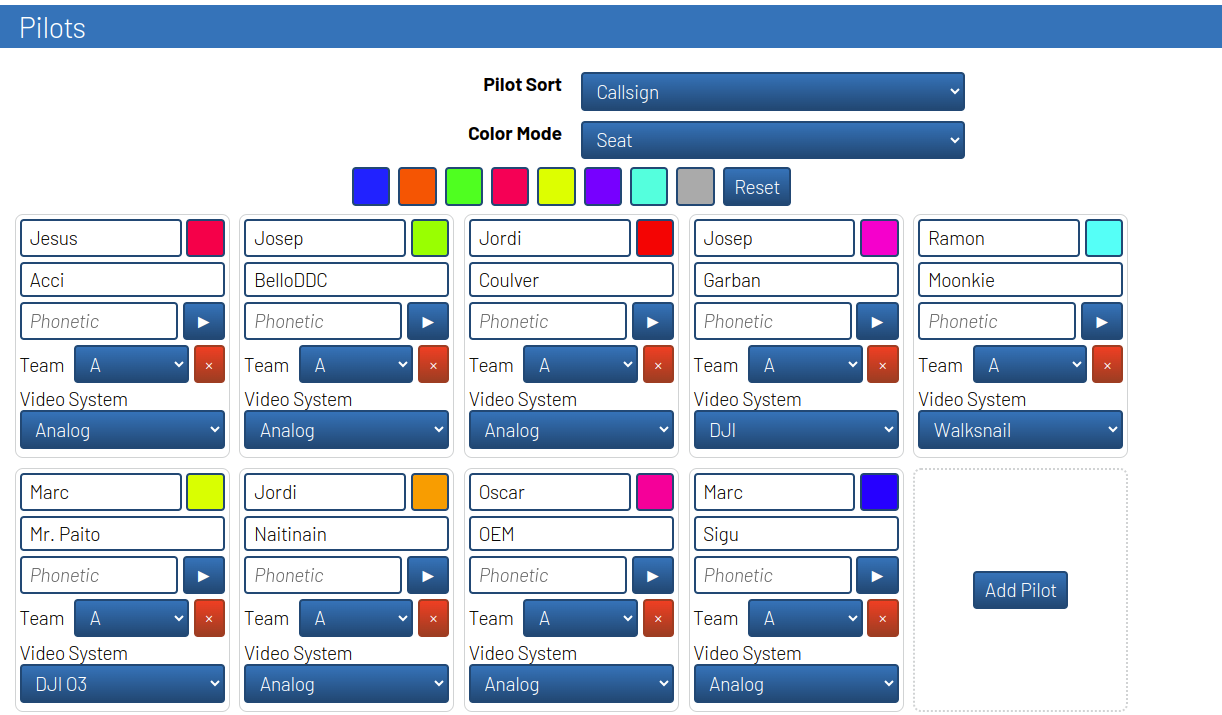 Pilots
Pilot Sort Callsign
Color Mode Seat
Reset
Jesus Josep Jordi Josep Ramon
Acci BelloDDC Coulver Garban Moonkie
Phonetic ▶ Phonetic ▶ Phonetic ▶ Phonetic ▶ Phonetic ▶
Team A × Team A × Team A × Team A × Team A ×
Video System Video System Video System Video System Video System
Analog Analog Analog DJI Walksnail
Marc Jordi Oscar Marc
Mr. Paito Naitinain OEM Sigu
Phonetic ▶ Phonetic ▶ Phonetic ▶ Phonetic ▶ Add Pilot
Team A × Team A × Team A × Team A ×
Video System Video System Video System Video System
DJI O3 Analog Analog Analog